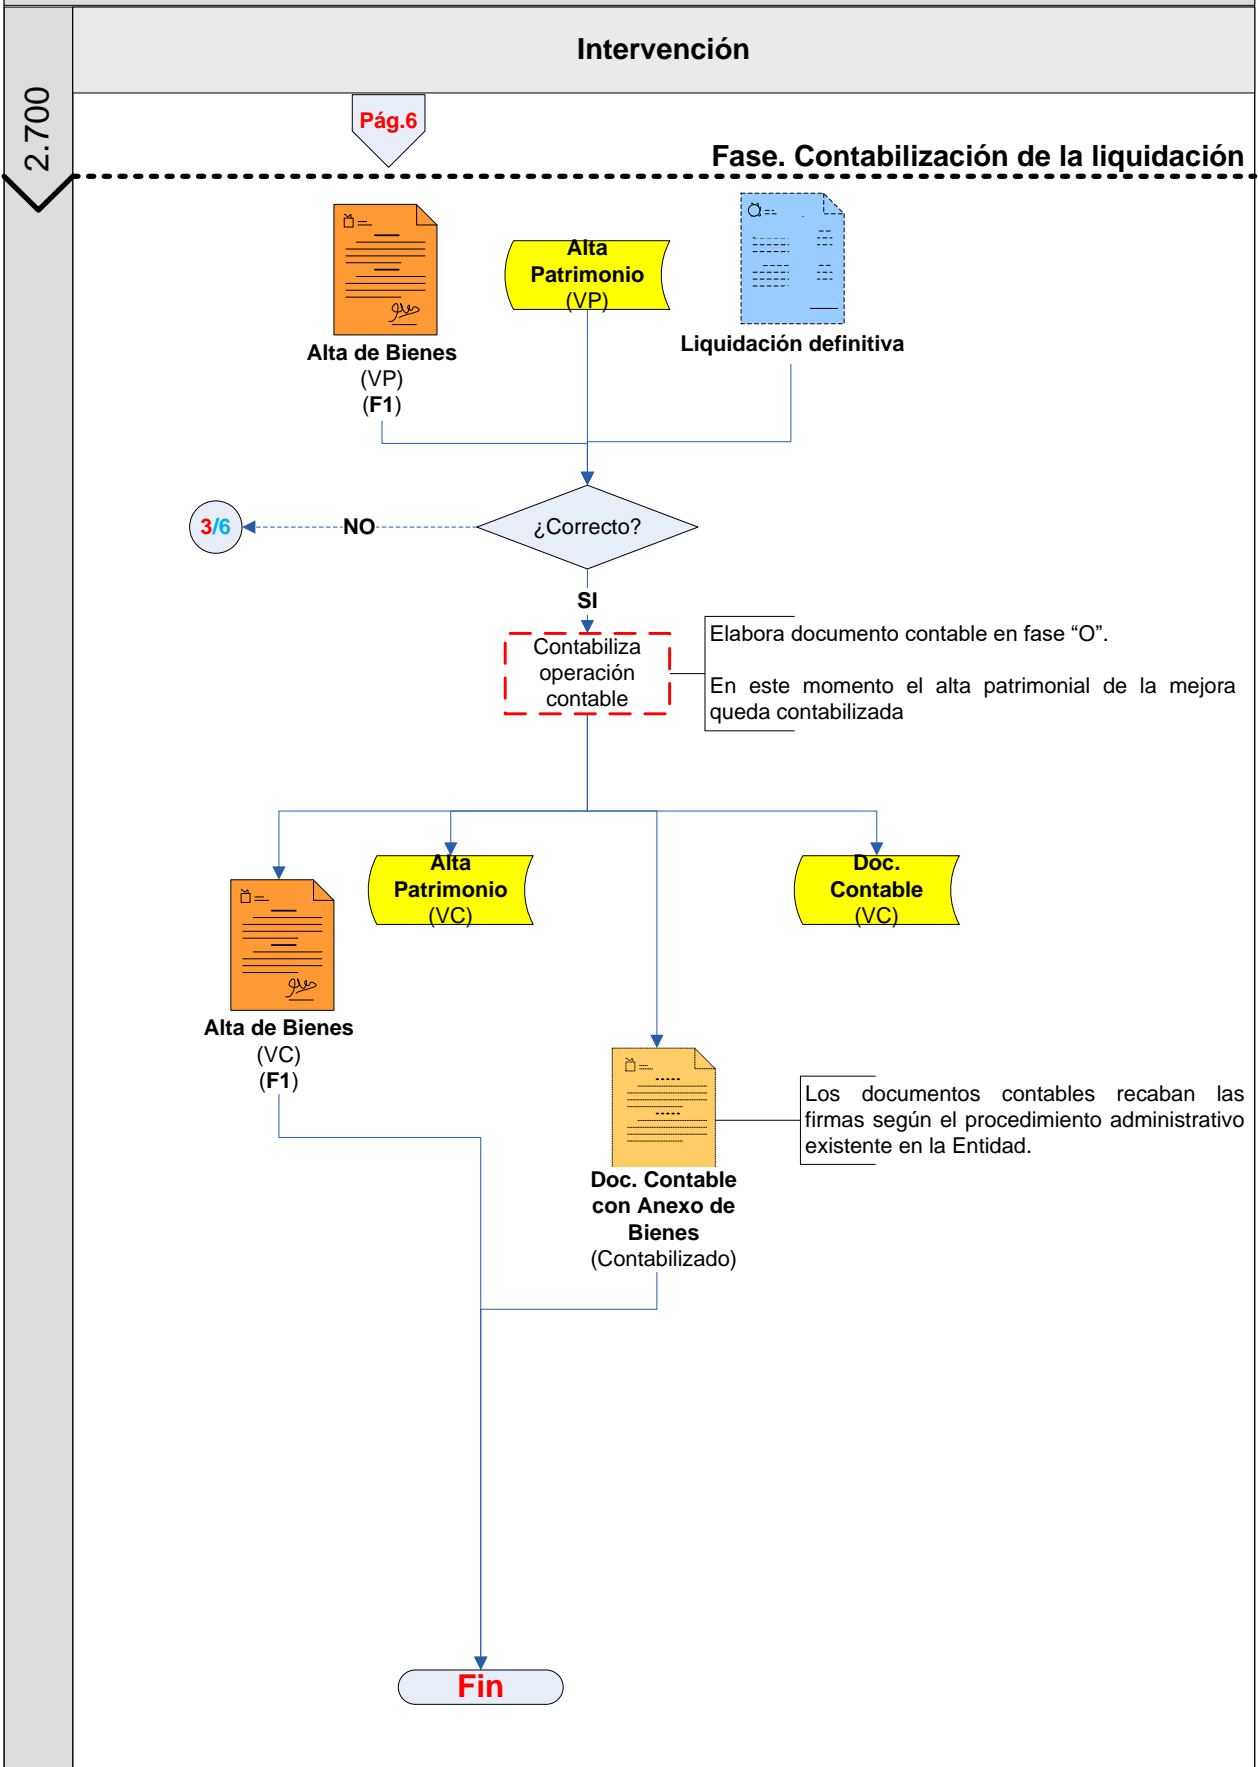 Intervención
2.700
Pág.6
Fase. Contabilización de la liquidación
Alta de Bienes
(VP)
(F1)
Alta
Patrimonio
(VP)
Liquidación definitiva
¿Correcto?
NO
3/6
SI
Contabiliza
operación
contable
Elabora documento contable en fase “O”.
En este momento el alta patrimonial de la mejora
queda contabilizada
Alta
Patrimonio
(VC)
Doc.
Contable
(VC)
Alta de Bienes
(VC)
(F1)
Doc. Contable
con Anexo de
Bienes
(Contabilizado)
Los documentos contables recaban las
firmas según el procedimiento administrativo
existente en la Entidad.
Fin